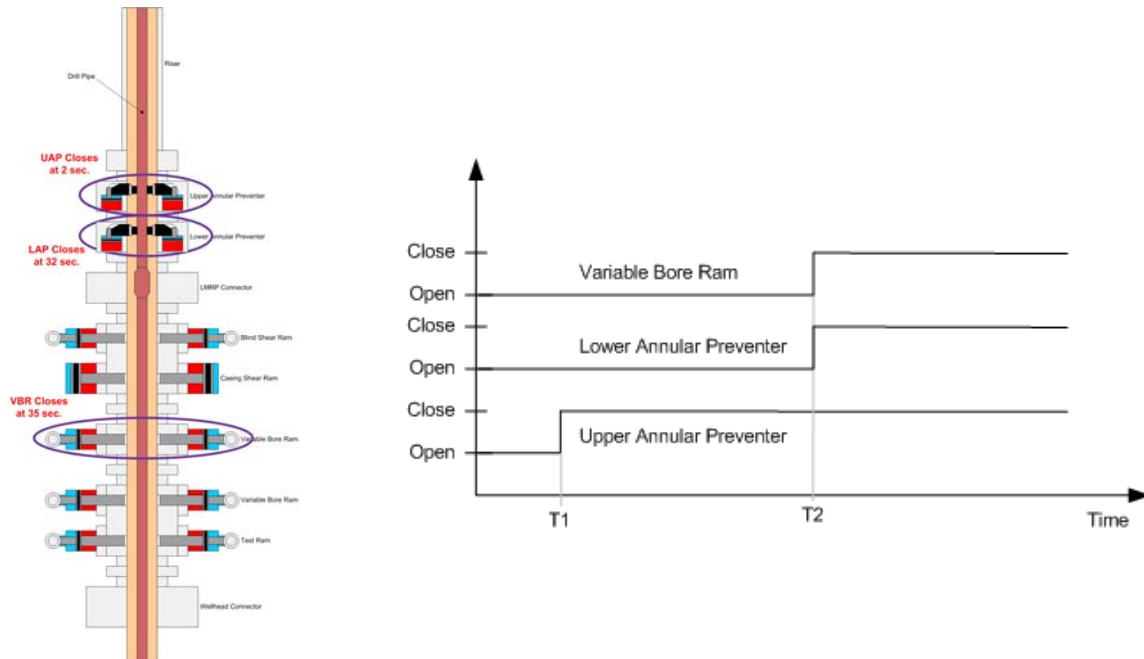 Riser
Drill Pipe
UAP Closes
at 2 sec.
Upper Annular Preventer
Lower Annular Preventer
LAP Closes
at 32 sec.
LMRP Connector
Blind Shear Ram
Casing Shear Ram
VBR Closes
at 35 sec.
Variable Bore Ram
Variable Bore Ram
Test Ram
Wellhead Connector
Close
Variable Bore Ram
Open
Close
Lower Annular Preventer
Open
Close
Upper Annular Preventer
Open
T1
T2
Time